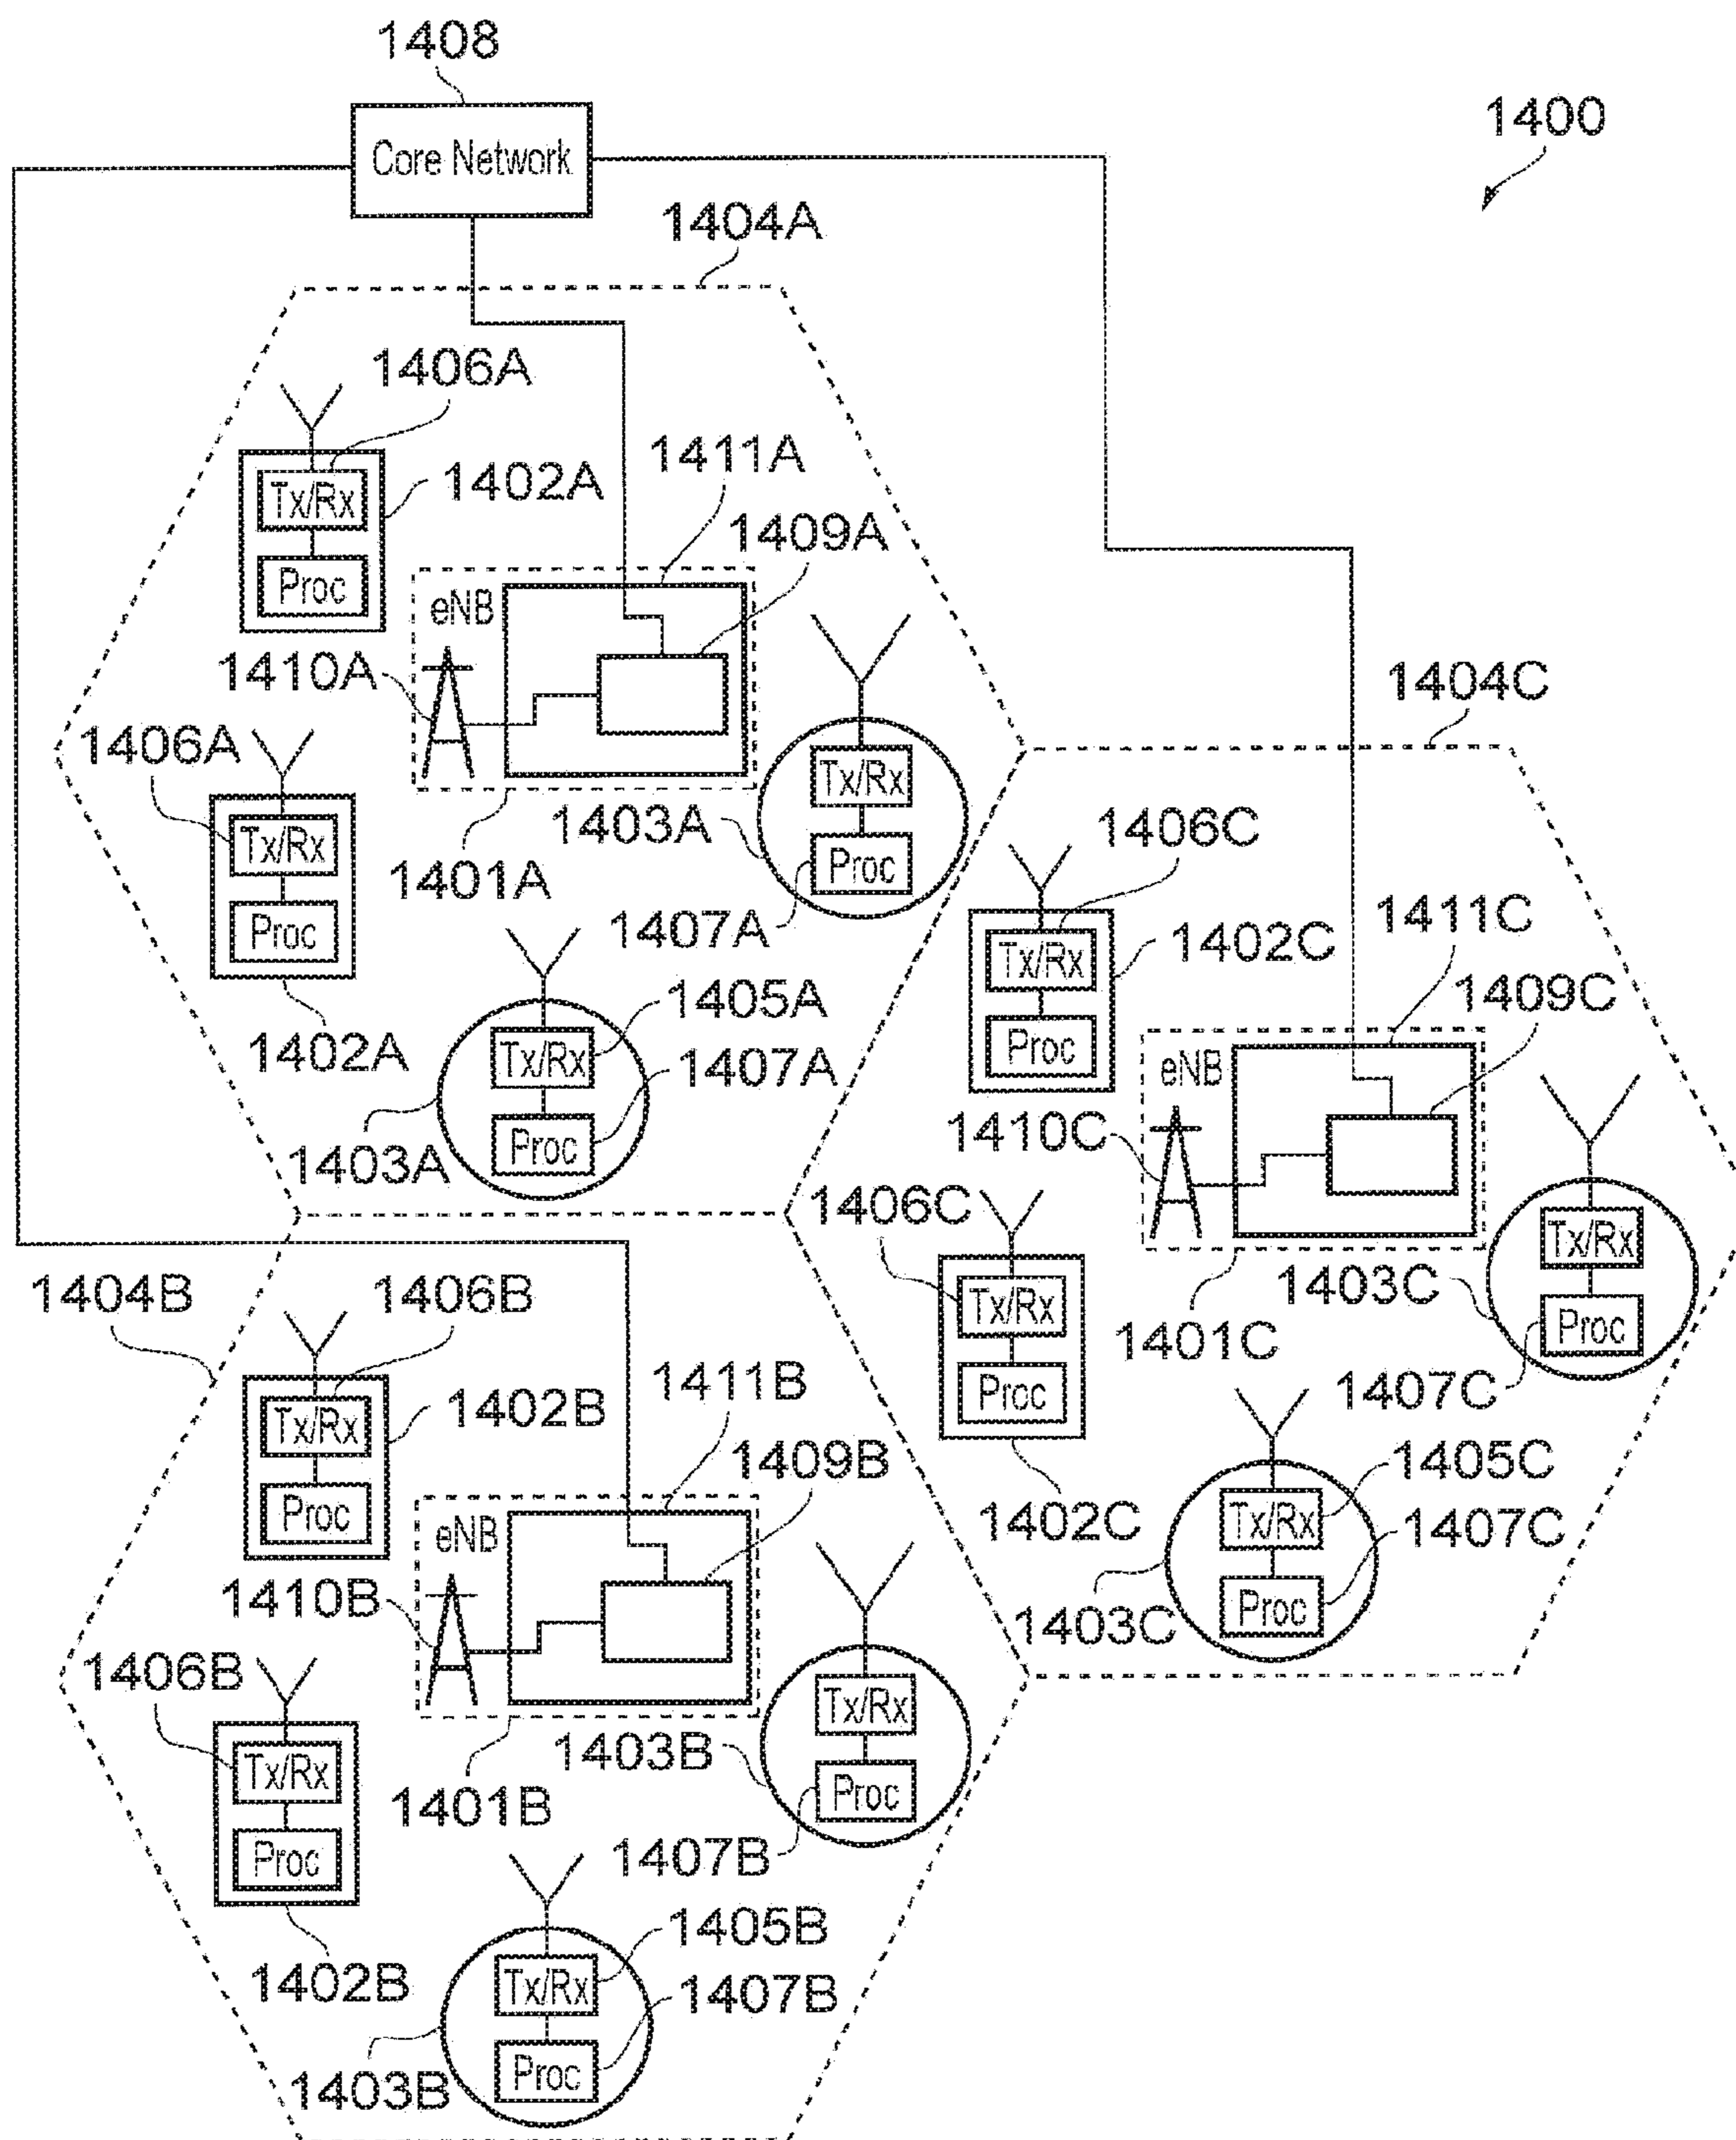 1408
1400
Core Network
1404A
1406A
1411A
1402A
Tx/Rx
1409A
Proc
eNB
1410A
1404C
1406A
Tx/Rx
1403A
1406C
Tx/Rx
1401A
Proc
1411C
Proc
1407A
1402C
Tx/Rx
1409C
1405A
1402A
Tx/Rx
Proc
eNB
1407A
1410C
Proc
1403A
1406C
Tx/Rx
1403C
1404B
1406B
Tx/Rx
Proc
1401C
1411B
1407C
Proc
1402B
Tx/Rx
1409B
1405C
Proc
eNB
1402C
Tx/Rx
1407C
1410B
Proc
1403C
1406B
Tx/Rx
1403B
Tx/Rx
1401B
Proc
Proc
1407B
1405B
1402B
Tx/Rx
1407B
Proc
1403B